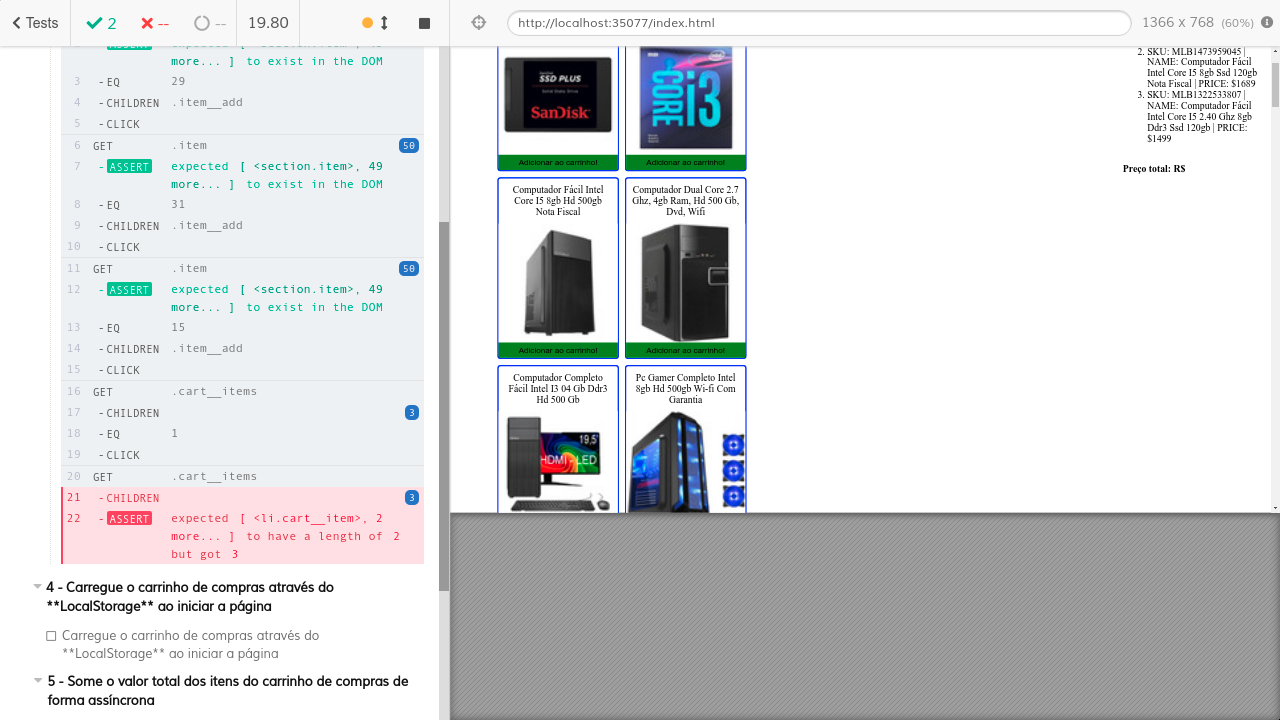 Tests
2
--
--
19.80
http://localhost:35077/index.html
1366 x 768 (60%)
more... ] to exist in the DOM
3 -EQ 29
4 -CHILDREN .item__add
5 -CLICK
6 GET .item 50
7 -ASSERT expected [ <section.item>, 49
more... ] to exist in the DOM
8 -EQ 31
9 -CHILDREN .item__add
10 -CLICK
11 GET .item 50
12 -ASSERT expected [ <section.item>, 49
more... ] to exist in the DOM
13 -EQ 15
14 -CHILDREN .item__add
15 -CLICK
16 GET .cart__items
17 -CHILDREN 3
18 -EQ 1
19 -CLICK
20 GET .cart__items
21 -CHILDREN 3
22 -ASSERT expected [ <li.cart__item>, 2
more... ] to have a length of 2
but got 3
4 - Carregue o carrinho de compras através do
**LocalStorage** ao iniciar a página
Carregue o carrinho de compras através do
**LocalStorage** ao iniciar a página
5 - Some o valor total dos itens do carrinho de compras de
forma assíncrona
SSD PLUS
SanDisk
CORE i3
Adicionar ao carrinho!
Adicionar ao carrinho!
Computador Fácil Intel
Core I5 8gb Hd 500gb
Nota Fiscal
Computador Dual Core 2.7
Ghz, 4gb Ram, Hd 500 Gb,
Dvd, Wifi
Adicionar ao carrinho!
Adicionar ao carrinho!
Computador Completo
Fácil Intel I3 04 Gb Ddr3
Hd 500 Gb
19,5"
HDMI - LED
Pc Gamer Completo Intel
8gb Hd 500gb Wi-fi Com
Garantia
2. SKU: MLB1473959045 |
NAME: Computador Fácil
Intel Core I5 8gb Ssd 120gb
Nota Fiscal | PRICE: $1689
3. SKU: MLB1322533807 |
NAME: Computador Fácil
Intel Core I5 2.40 Ghz 8gb
Ddr3 Ssd 120gb | PRICE:
$1499
Preço total: R$